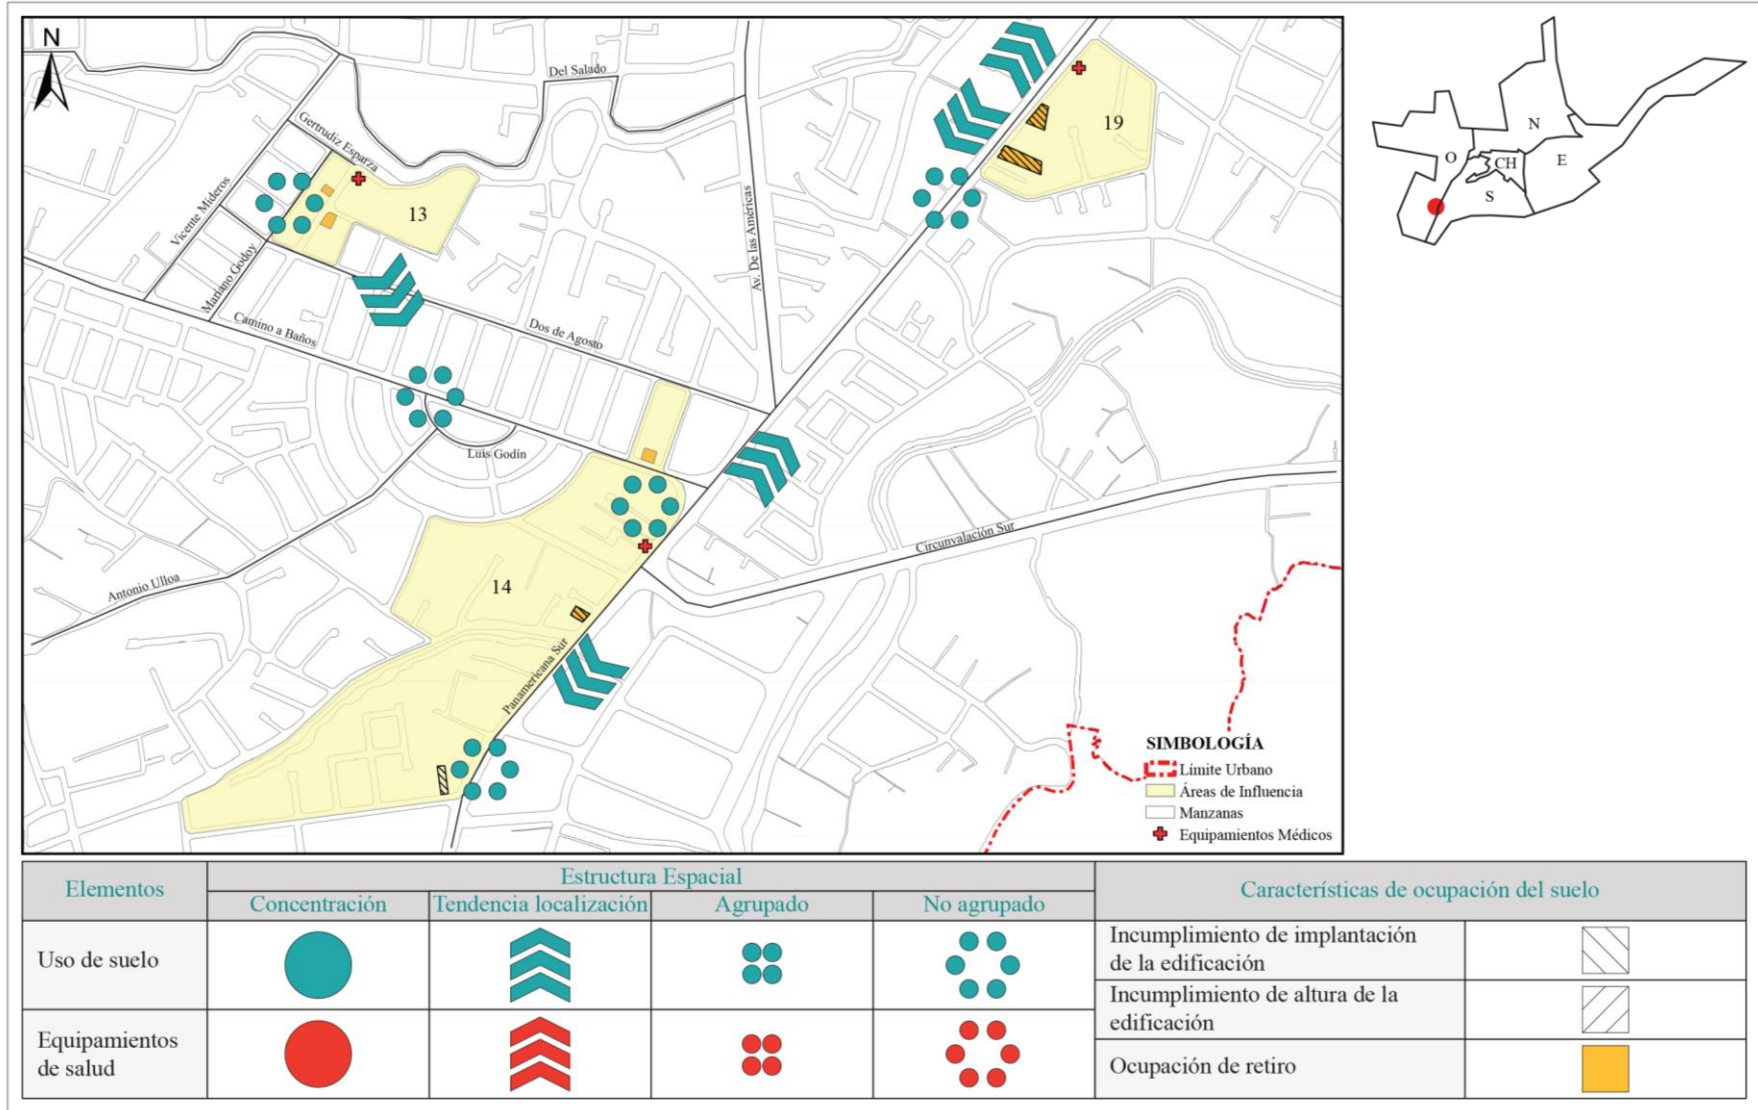 N
Del Salado
Gertrudiz Esparza
19
13
Vicente Mideros
Mariano Godoy
Av. De las Américas
Camino a Baños
Dos de Agosto
Luis Godín
Circunvalación Sur
Antonio Ulloa
14
Panamericana Sur
SIMBOLOGÍA
Límite Urbano
Áreas de Influencia
Manzanas
Equipamientos Médicos
N
O
CH
E
S
Elementos
Estructura Espacial
Características de ocupación del suelo
Concentración
Tendencia localización
Agrupado
No agrupado
Uso de suelo
Incumplimiento de implantación
de la edificación
Incumplimiento de altura de la
edificación
Equipamientos
de salud
Ocupación de retiro